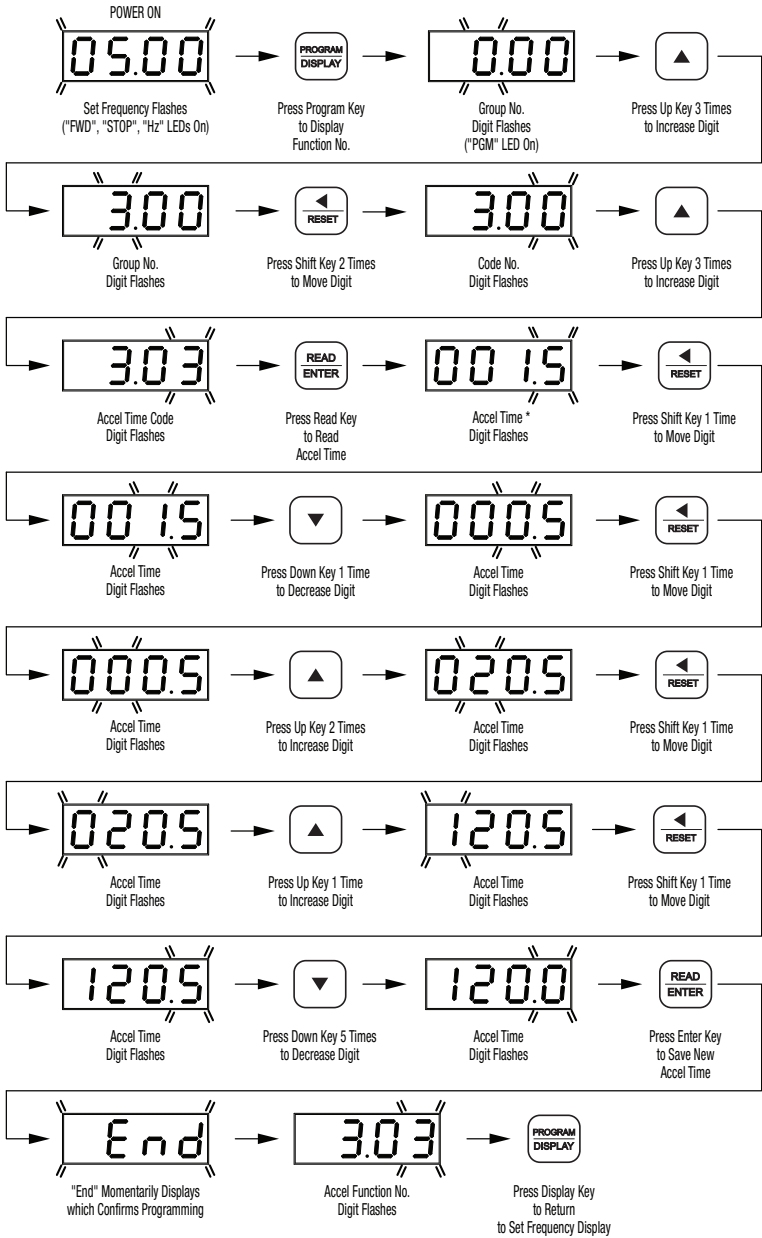 POWER ON
05.00
Set Frequency Flashes
("FWD", "STOP", "Hz" LEDs On)
PROGRAM
DISPLAY
Press Program Key
to Display
Function No.
0.00
Group No.
Digit Flashes
("PGM" LED On)
Press Up Key 3 Times
to Increase Digit
3.00
Group No.
Digit Flashes
RESET
Press Shift Key 2 Times
to Move Digit
3.00
Code No.
Digit Flashes
Press Up Key 3 Times
to Increase Digit
3.03
Accel Time Code
Digit Flashes
READ
ENTER
Press Read Key
to Read
Accel Time
001.5
Accel Time *
Digit Flashes
RESET
Press Shift Key 1 Time
to Move Digit
001.5
Accel Time
Digit Flashes
Press Down Key 1 Time
to Decrease Digit
000.5
Accel Time
Digit Flashes
RESET
Press Shift Key 1 Time
to Move Digit
000.5
Accel Time
Digit Flashes
Press Up Key 2 Times
to Increase Digit
020.5
Accel Time
Digit Flashes
RESET
Press Shift Key 1 Time
to Move Digit
020.5
Accel Time
Digit Flashes
Press Up Key 1 Time
to Increase Digit
120.5
Accel Time
Digit Flashes
RESET
Press Shift Key 1 Time
to Move Digit
120.5
Accel Time
Digit Flashes
Press Down Key 5 Times
to Decrease Digit
120.0
Accel Time
Digit Flashes
READ
ENTER
Press Enter Key
to Save New
Accel Time
End
"End" Momentarily Displays
which Confirms Programming
3.03
Accel Function No.
Digit Flashes
PROGRAM
DISPLAY
Press Display Key
to Return
to Set Frequency Display